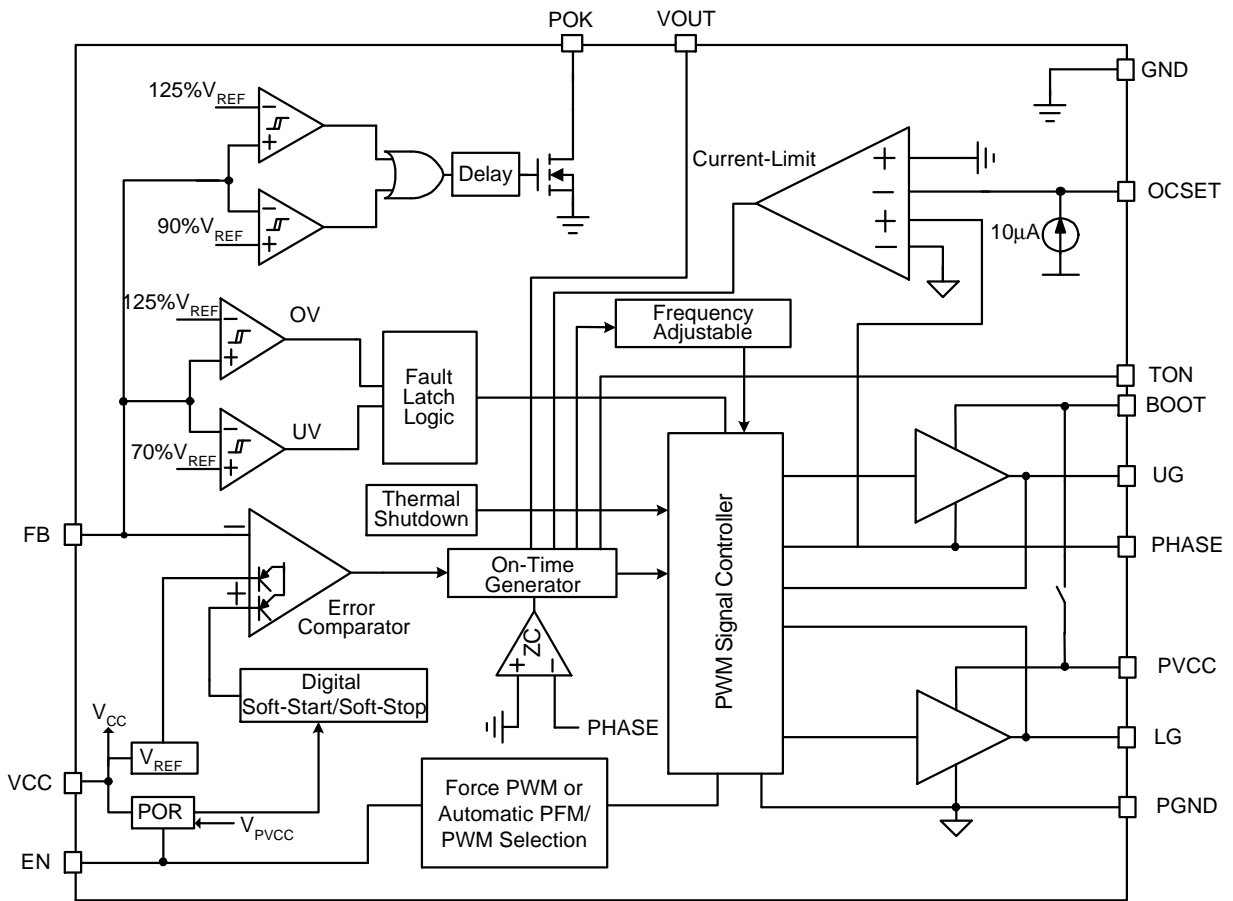 POK
VOUT
GND
125%VREF
−
+
Delay
−
90%VREF
+
Current-Limit
+
−
+
−
OCSET
10μA
125%VREF
−
+
OV
Fault
Latch
Logic
Frequency
Adjustable
TON
BOOT
−
UV
70%VREF
+
UG
Thermal
Shutdown
FB
−
+
Error
Comparator
On-Time
Generator
PHASE
ZC
+
−
PHASE
PWM Signal Controller
Digital
Soft-Start/Soft-Stop
PVCC
VCC
VREF
LG
VCC
POR
VPVCC
Force PWM or
Automatic PFM/
PWM Selection
PGND
EN